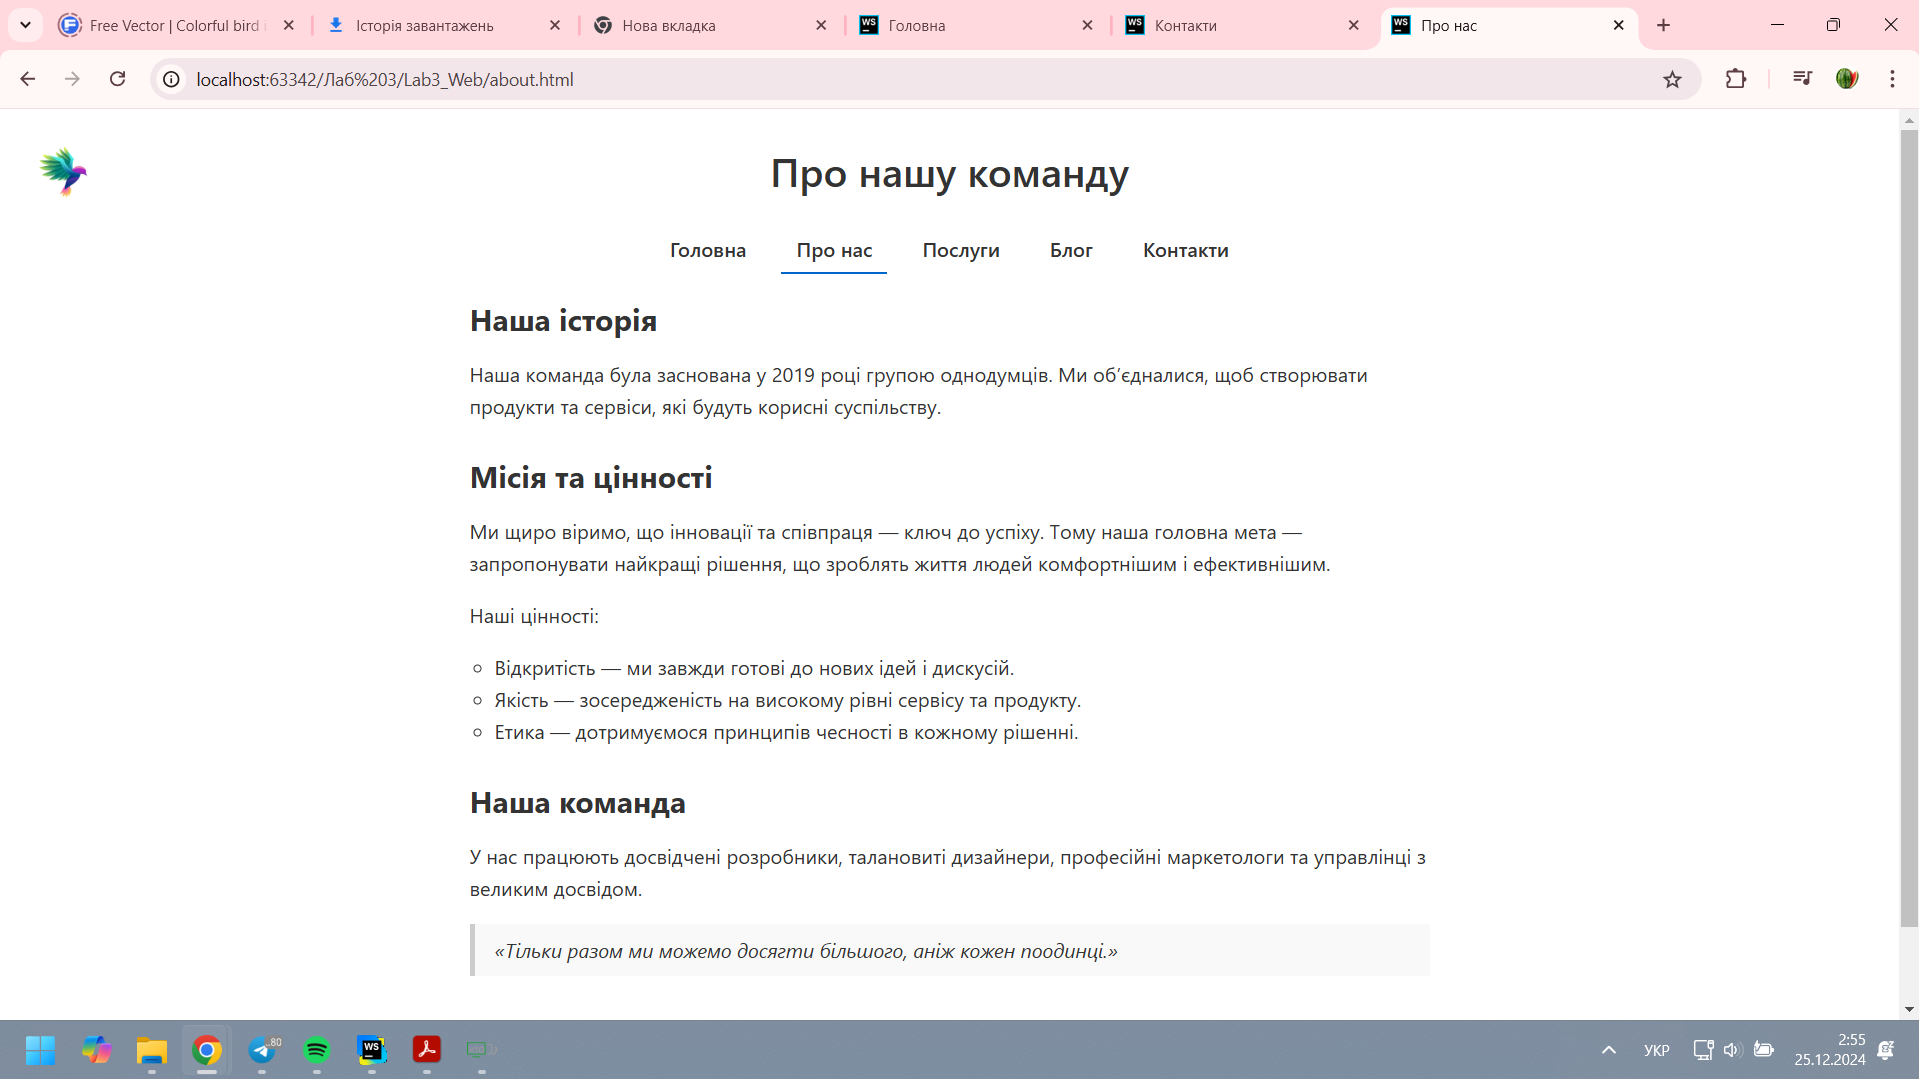 Free Vector | Colorful bird i
Історія завантажень
Нова вкладка
Головна
Контакти
Про нас
localhost:63342/Лаб%203/Lab3_Web/about.html
Про нашу команду
Головна Про нас Послуги Блог Контакти
Наша історія
Наша команда була заснована у 2019 році групою однодумців. Ми об’єдналися, щоб створювати
продукти та сервіси, які будуть корисні суспільству.
Місія та цінності
Ми щиро віримо, що інновації та співпраця — ключ до успіху. Тому наша головна мета —
запропонувати найкращі рішення, що зроблять життя людей комфортнішим і ефективнішим.
Наші цінності:
Відкритість — ми завжди готові до нових ідей і дискусій.
Якість — зосередженість на високому рівні сервісу та продукту.
Етика — дотримуємося принципів чесності в кожному рішенні.
Наша команда
У нас працюють досвідчені розробники, талановиті дизайнери, професійні маркетологи та управлінці з
великим досвідом.
«Тільки разом ми можемо досягти більшого, аніж кожен поодинці.»
..80
WS
УКР
2:55
25.12.2024